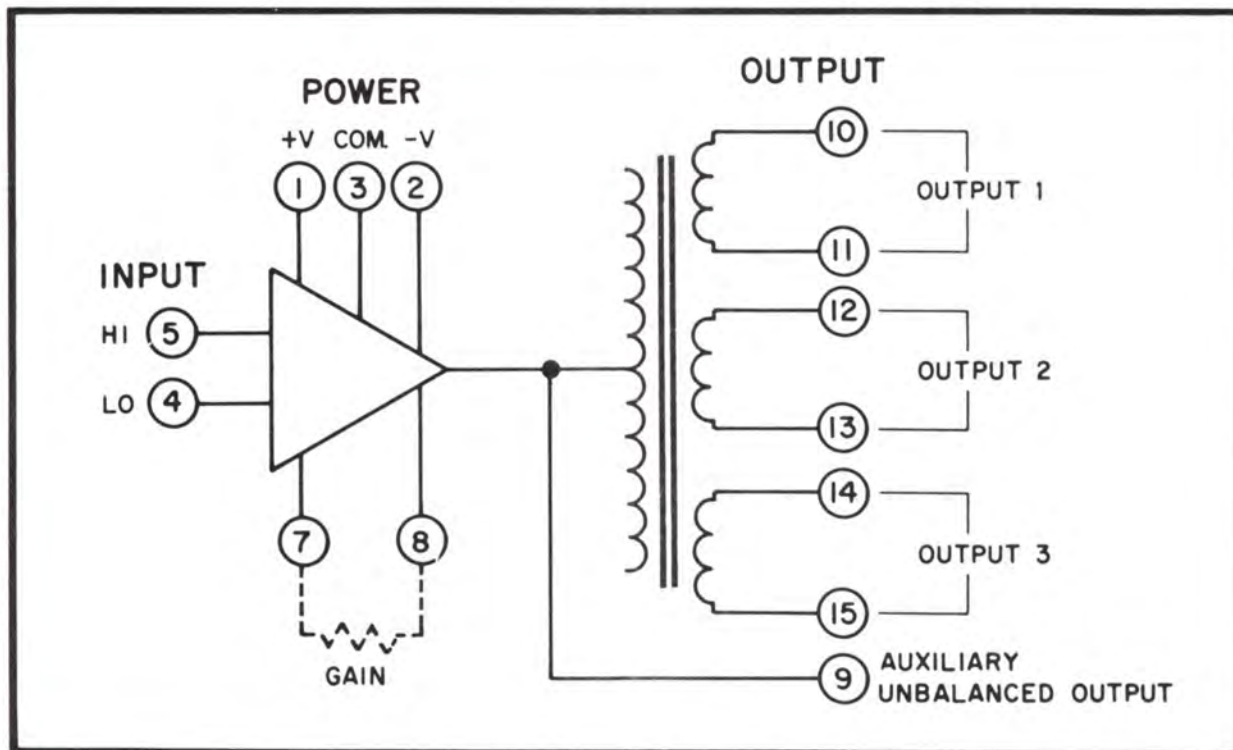 POWER
+V COM. -V
1 3 2
INPUT
HI 5
LO 4
7 8
GAIN
OUTPUT
10
OUTPUT 1
11
12
OUTPUT 2
13
14
OUTPUT 3
15
9 AUXILIARY
UNBALANCED OUTPUT